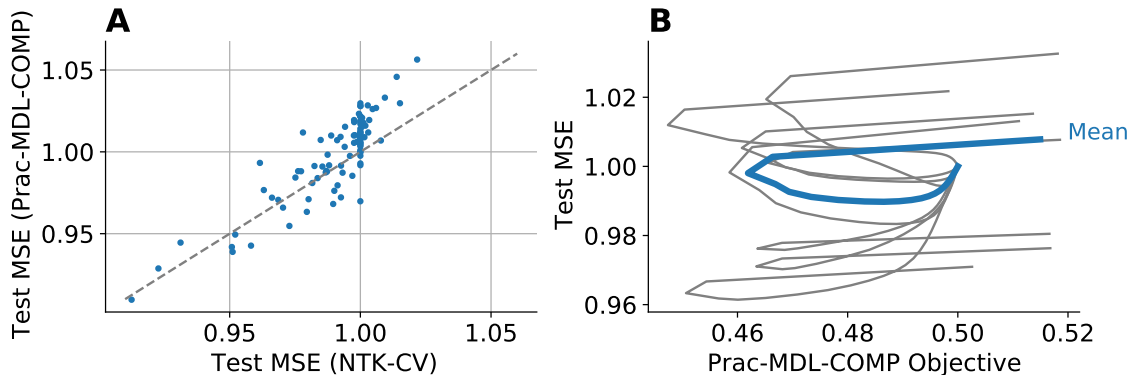 A
Test MSE (Prac-MDL-COMP)
1.05
1.00
0.95
0.95
1.00
1.05
Test MSE (NTK-CV)
B
Test MSE
1.02
1.00
0.98
0.96
Mean
0.46
0.48
0.50
0.52
Prac-MDL-COMP Objective